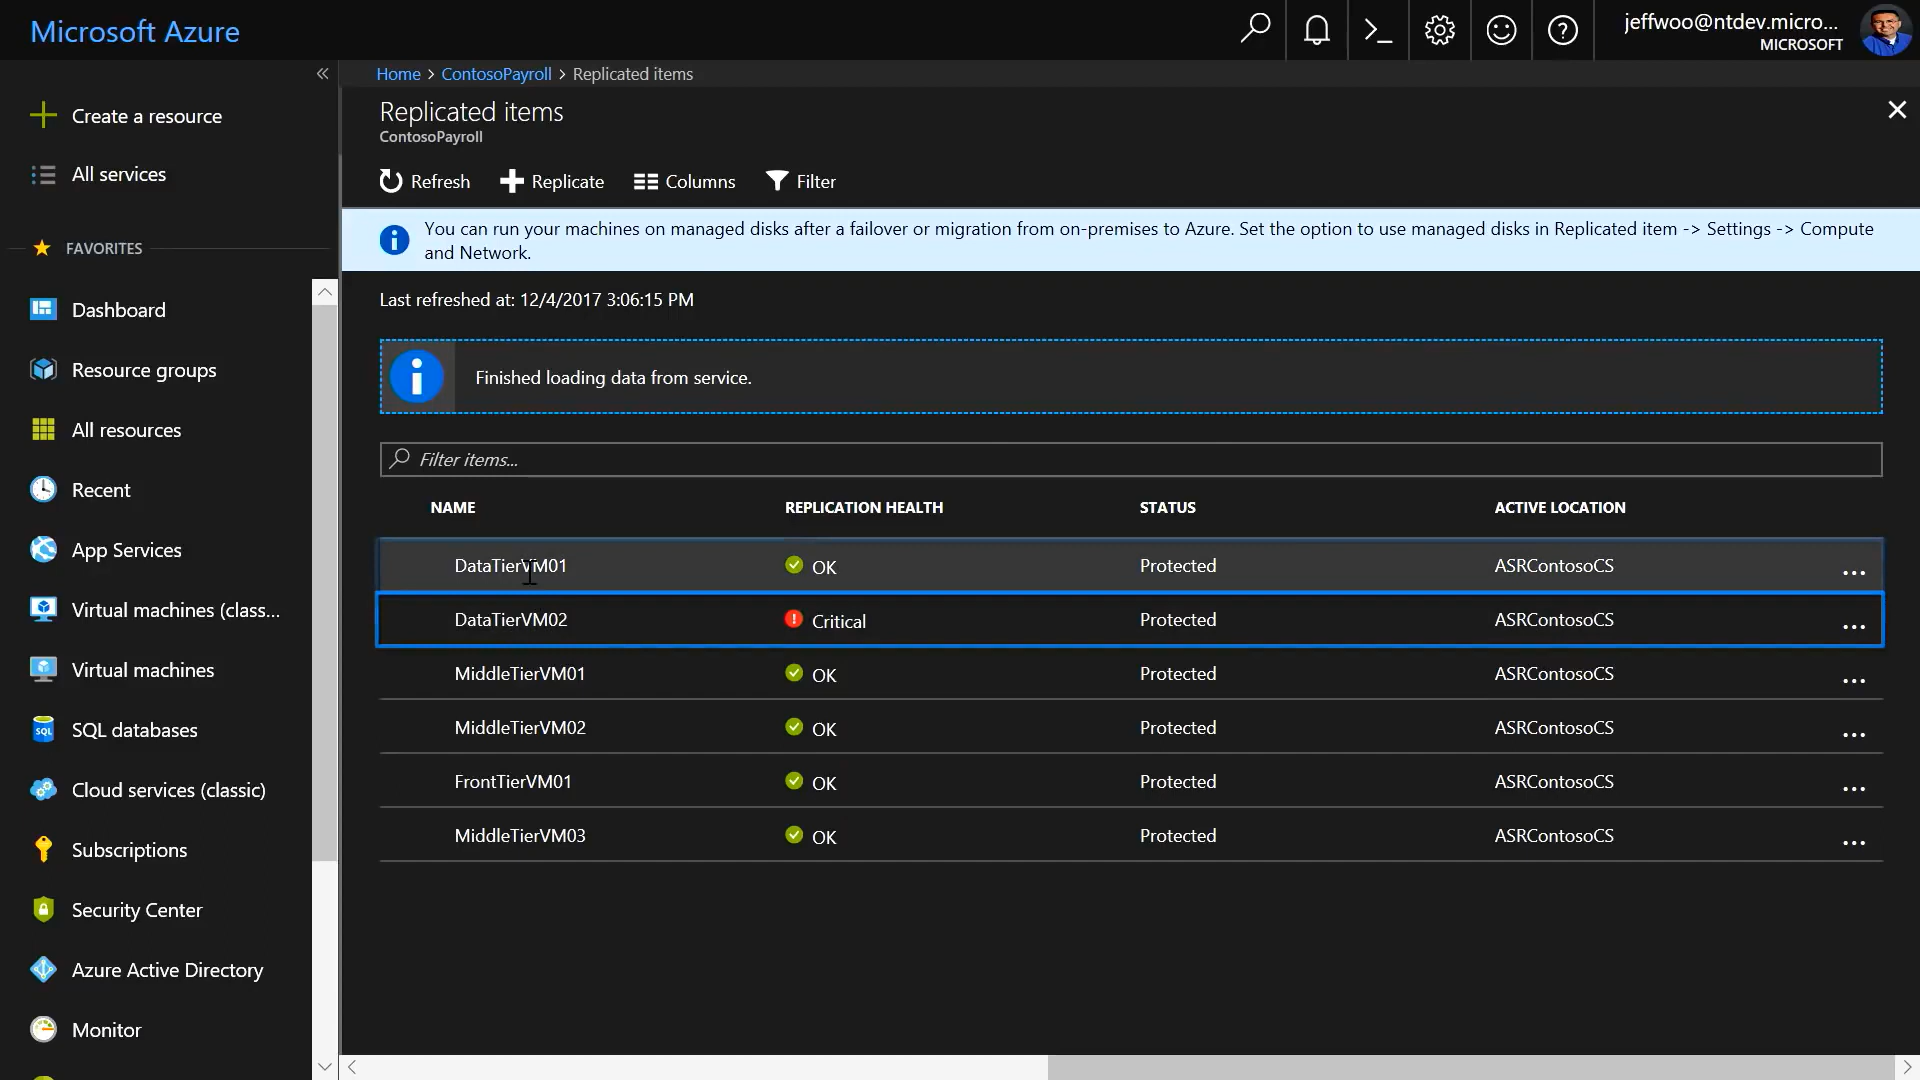 Microsoft Azure
jeffwoo@ntdev.micro...
MICROSOFT
Create a resource
All services
FAVORITES
Dashboard
Resource groups
All resources
Recent
App Services
Virtual machines (class...
Virtual machines
SQL databases
Cloud services (classic)
Subscriptions
Security Center
Azure Active Directory
Monitor
Home > ContosoPayroll > Replicated items
Replicated items
ContosoPayroll
Refresh Replicate Columns Filter
You can run your machines on managed disks after a failover or migration from on-premises to Azure. Set the option to use managed disks in Replicated item -> Settings -> Compute
and Network.
Last refreshed at: 12/4/2017 3:06:15 PM
Finished loading data from service.
Filter items...
NAME REPLICATION HEALTH STATUS ACTIVE LOCATION
DataTierVM01 OK Protected ASRContosoCS ...
DataTierVM02 Critical Protected ASRContosoCS ...
MiddleTierVM01 OK Protected ASRContosoCS ...
MiddleTierVM02 OK Protected ASRContosoCS ...
FrontTierVM01 OK Protected ASRContosoCS ...
MiddleTierVM03 OK Protected ASRContosoCS ...